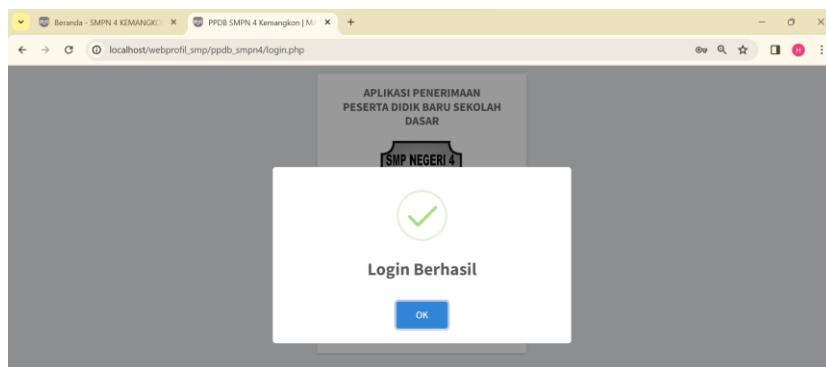 Beranda - SMPN 4 KEMANGKO
PPDB SMPN 4 Kemangkon | M
localhost/webprofil_smp/ppdb_smpn4/login.php
H
APLIKASI PENERIMAAN
PESERTA DIDIK BARU SEKOLAH
DASAR
SMP NEGERI 4
Login Berhasil
OK